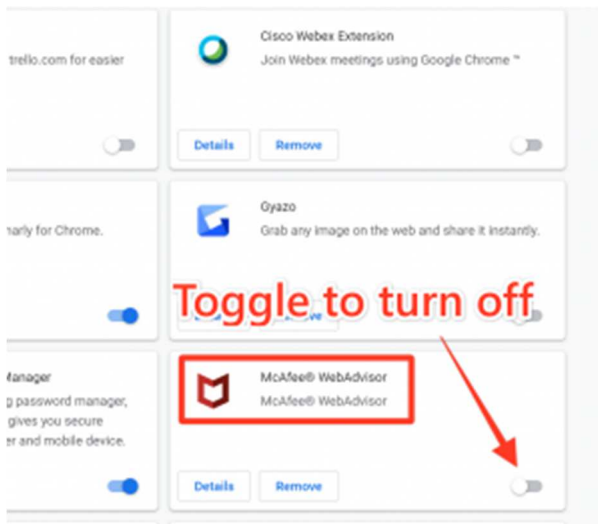 Cisco Webex Extension
trello.com for easier
Join Webex meetings using Google Chrome ™
Details
Remove
Gyazo
narly for Chrome.
Grab any image on the web and share it instantly.
Toggle to turn off
Manager
McAfee® WebAdvisor
g password manager,
McAfee® WebAdvisor
gives you secure
er and mobile device.
Details
Remove